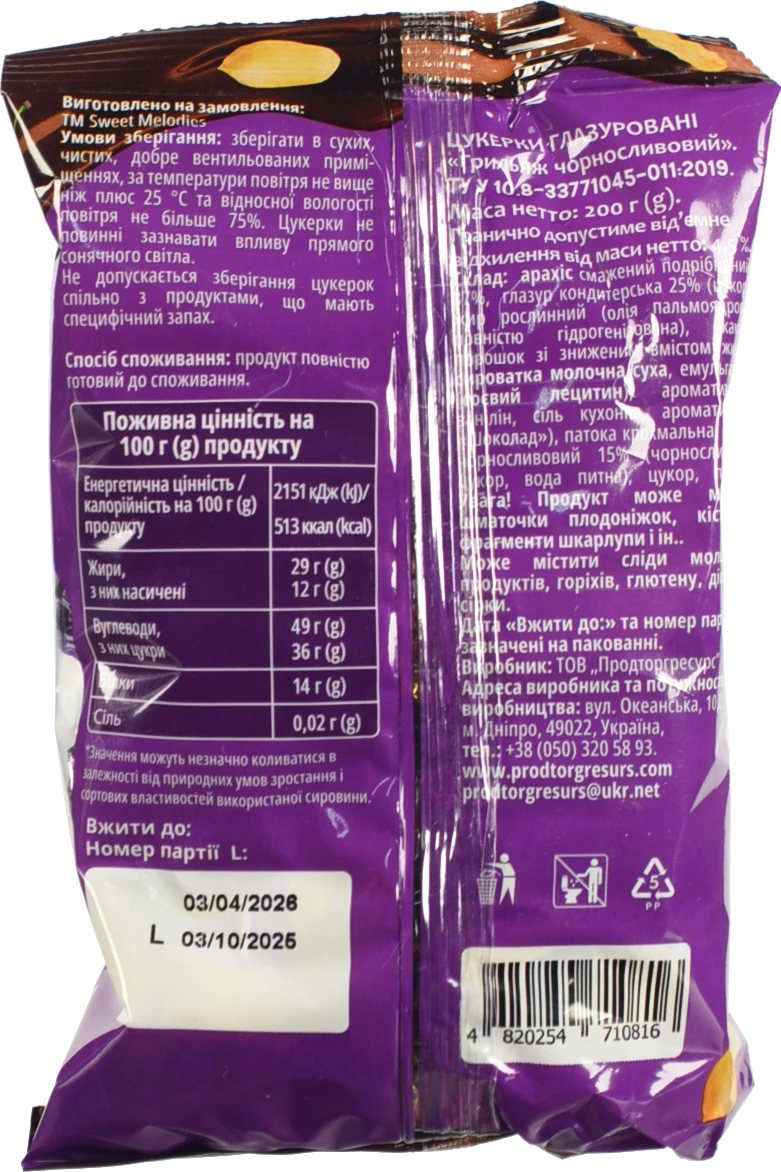 Виготовлено на замовлення:
ТМ Sweet Melodies
Умови зберігання: зберігати в сухих,
чистих, добре вентильованих примі-
щеннях, за температури повітря не вище
ніж плюс 25 °C та відносної вологості
повітря не більше 75%. Цукерки не
повинні зазнавати впливу прямого
сонячного світла.
Не допускається зберігання цукерок
спільно з продуктами, що мають
специфічний запах.
Спосіб споживання: продукт повністю
готовий до споживання.
Поживна цінність на
100 г (g) продукту
Енергетична цінність /
калорійність на 100 г (g)
продукту
2151 кДж (kJ)/
513 ккал (kcal)
Жири,
з них насичені
29 г (g)
12 г (g)
Вуглеводи,
з них цукри
49 г (g)
36 г (g)
Білки
14 г (g)
Сіль
0,02 г (g)
*Значення можуть незначно коливатися в
залежності від природних умов зростання і
сортових властивостей використаної сировини.
Вжити до:
Номер партії L:
03/04/2026
L 03/10/2025
ЦУКЕРКИ ГЛАЗУРОВАНІ
«Грильяж чорносливовий».
ТУ У 10.8-33771045-011:2019.
Маса нетто: 200 г (g).
Гранично допустиме від'ємне
відхилення від маси нетто: 4,5%
арахіс смажений
глазур кондитерська 25%
рослинний (олія
зі зниженим вмістом
сироватка молочна суха,
лецитин),
сіль
патока крохмальна
чорносливовий 15%
вода питна), цукор,
Увага! Продукт може
шматочки плодоніжок,
фрагменти шкарлупи і ін..
Може містити сліди
продуктів, горіхів, глютену,
сірки.
Дата «Вжити до:» та номер
зазначені на пакованні.
Виробник: ТОВ „Продторгресурс"
Адреса виробника та
виробництва: вул. Океанська,
м. Дніпро, 49022, Україна,
тел.: +38 (050) 320 58 93.
www.prodtorgresurs.com
prodtorgresurs@ukr.net
5
PP
4 820254 710816